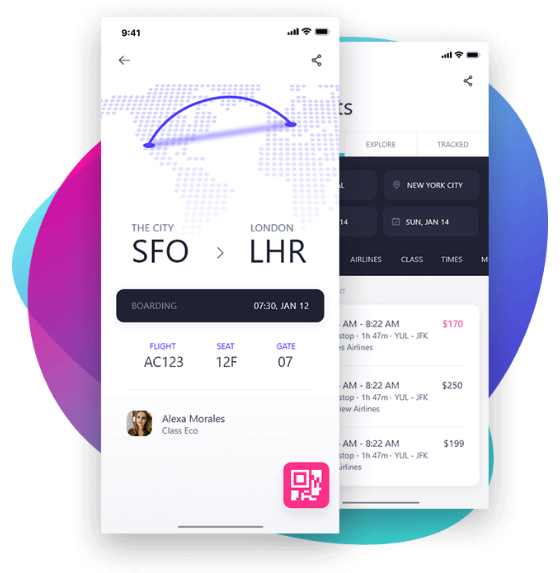 9:41
THE CITY
LONDON
SFO > LHR
BOARDING 07:30, JAN 12
FLIGHT SEAT GATE
AC123 12F 07
Alexa Morales
Class Eco
EXPLORE TRACKED
NEW YORK CITY
14 SUN, JAN 14
AIRLINES CLASS TIMES
AM - 8:22 AM $170
stop - 1h 47m - YUL - JFK
Airlines
AM - 8:22 AM $250
stop - 1h 47m - YUL - JFK
Airlines
AM - 8:22 AM $199
stop - 1h 47m - YUL - JFK